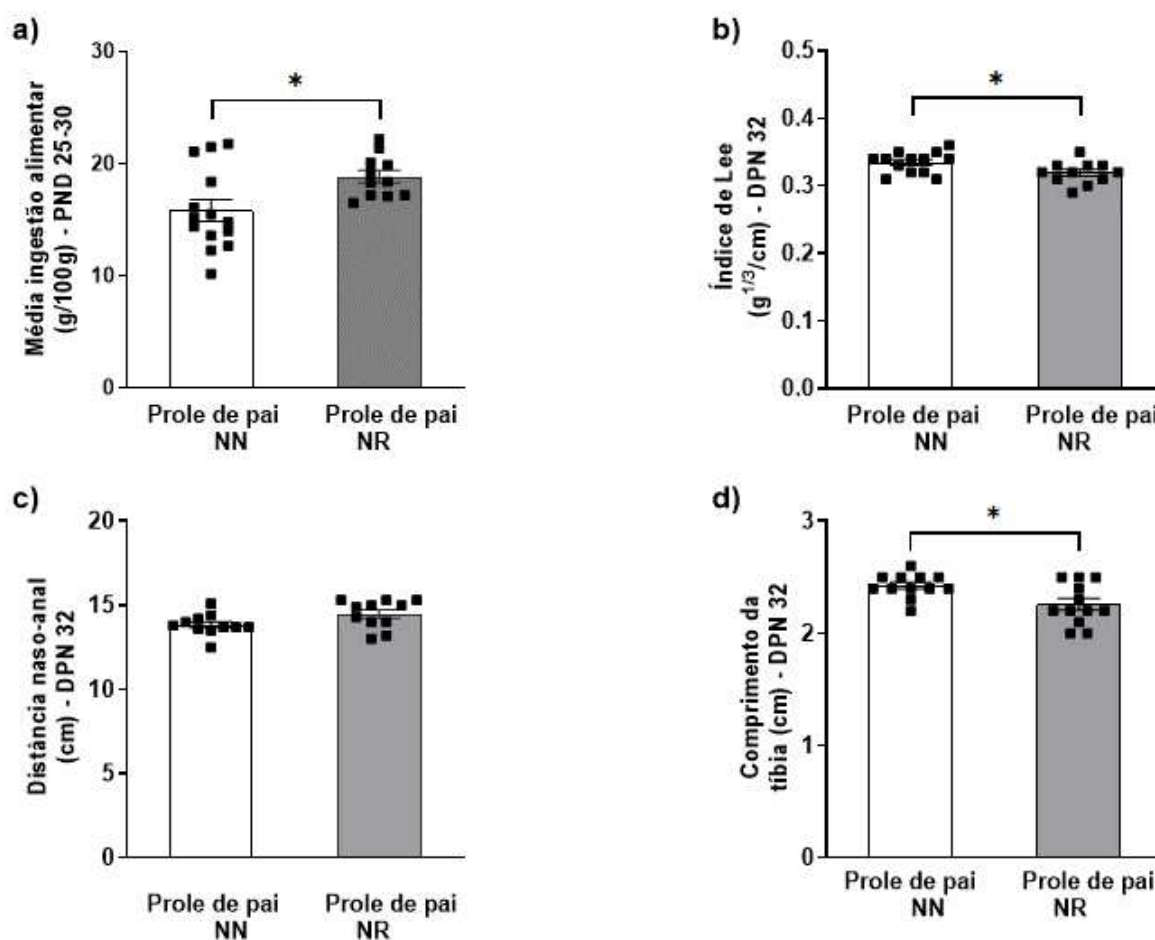 a)
Média ingestão alimentar
(g/100g) - PND 25-30
30
20
10
0
*
Prole de pai
NN
Prole de pai
NR
b)
Índice de Lee
(g1/3/cm) - DPN 32
0.5
0.4
0.3
0.2
0.1
0.0
*
Prole de pai
NN
Prole de pai
NR
c)
Distância naso-anal
(cm) - DPN 32
20
15
10
5
0
Prole de pai
NN
Prole de pai
NR
d)
Comprimento da
tíbia (cm) - DPN 32
3
2
1
0
*
Prole de pai
NN
Prole de pai
NR